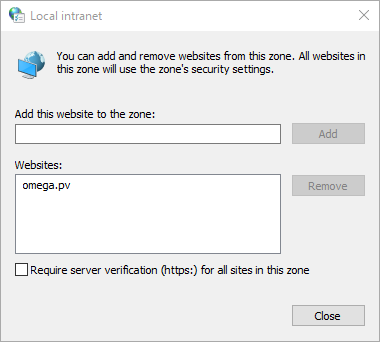 Local intranet
You can add and remove websites from this zone. All websites in
this zone will use the zone's security settings.
Add this website to the zone:
Add
Websites:
omega.pv
Remove
Require server verification (https:) for all sites in this zone
Close